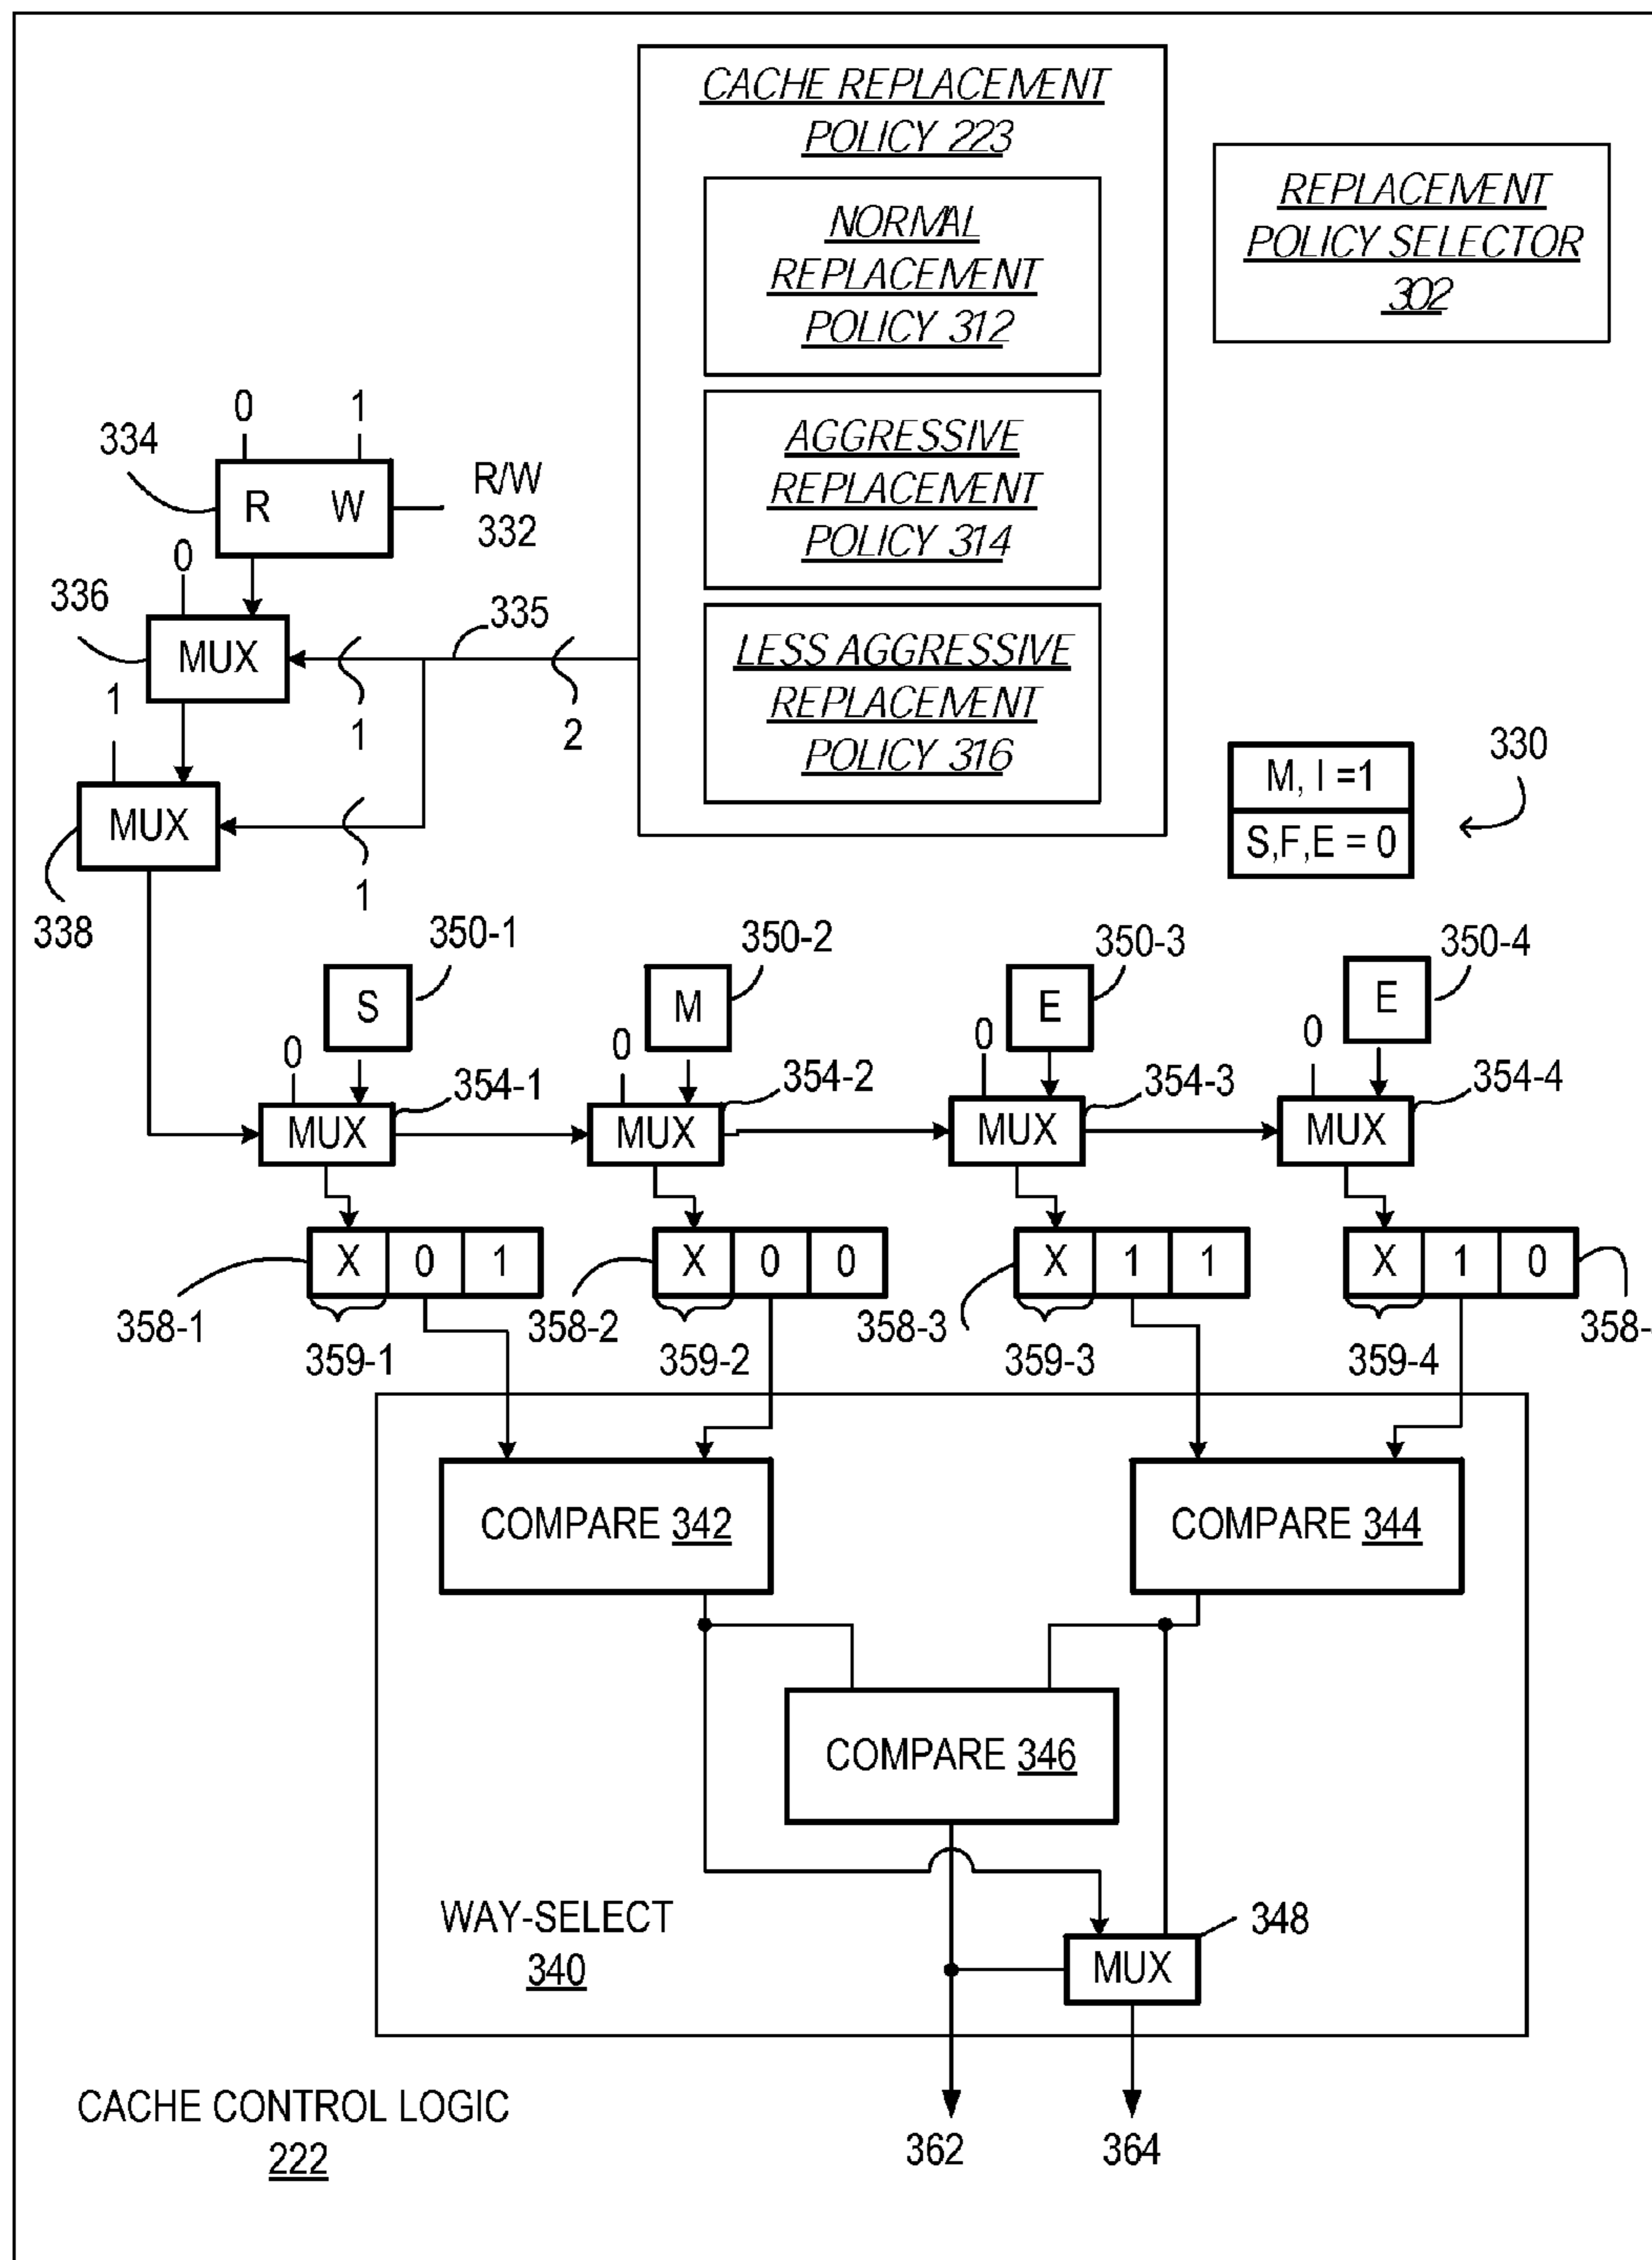 CACHE REPLACEMENT
POLICY 223
NORMAL
REPLACEMENT
POLICY 312
AGGRESSIVE
REPLACEMENT
POLICY 314
LESS AGGRESSIVE
REPLACEMENT
POLICY 316
REPLACEMENT
POLICY SELECTOR
302
0 1
334
R W
R/W
332
0
336
MUX
335
1
2
1
MUX
338
1
M, I =1
S,F,E = 0
330
350-1 350-2 350-3 350-4
S M E E
0 0 0 0
354-1 354-2 354-3 354-4
MUX MUX MUX MUX
X 0 1 X 0 0 X 1 1 X 1 0
358-1 358-2 358-3 358-
359-1 359-2 359-3 359-4
COMPARE 342 COMPARE 344
COMPARE 346
WAY-SELECT
340
348
MUX
CACHE CONTROL LOGIC
222
362 364